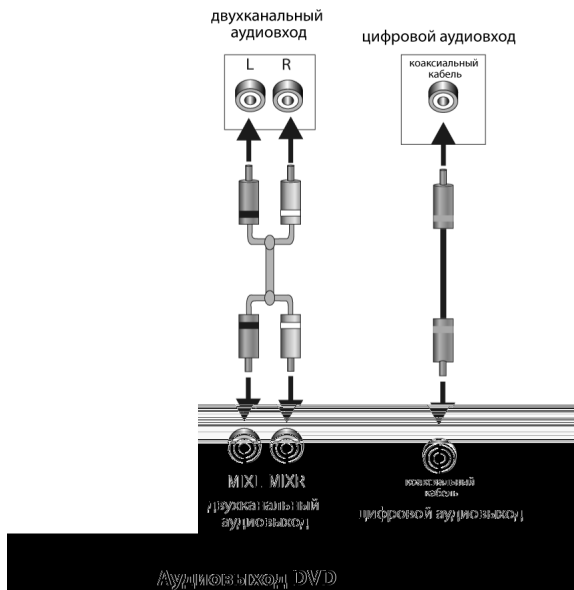 двухканальный
аудиовход
L R
цифровой аудиовход
коаксиальный
кабель
MIXL MIXR
двухканальный
аудиовыход
коаксиальный
кабель
цифровой аудиовыход
Аудиовыход DVD